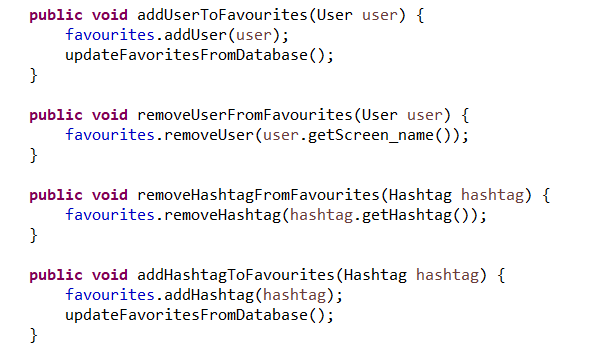 public void addUserToFavourites(User user) {
favourites.addUser(user);
updateFavoritesFromDatabase();
}
public void removeUserFromFavourites(User user) {
favourites.removeUser(user.getScreen_name());
}
public void removeHashtagFromFavourites(Hashtag hashtag) {
favourites.removeHashtag(hashtag.getHashtag());
}
public void addHashtagToFavourites(Hashtag hashtag) {
favourites.addHashtag(hashtag);
updateFavoritesFromDatabase();
}